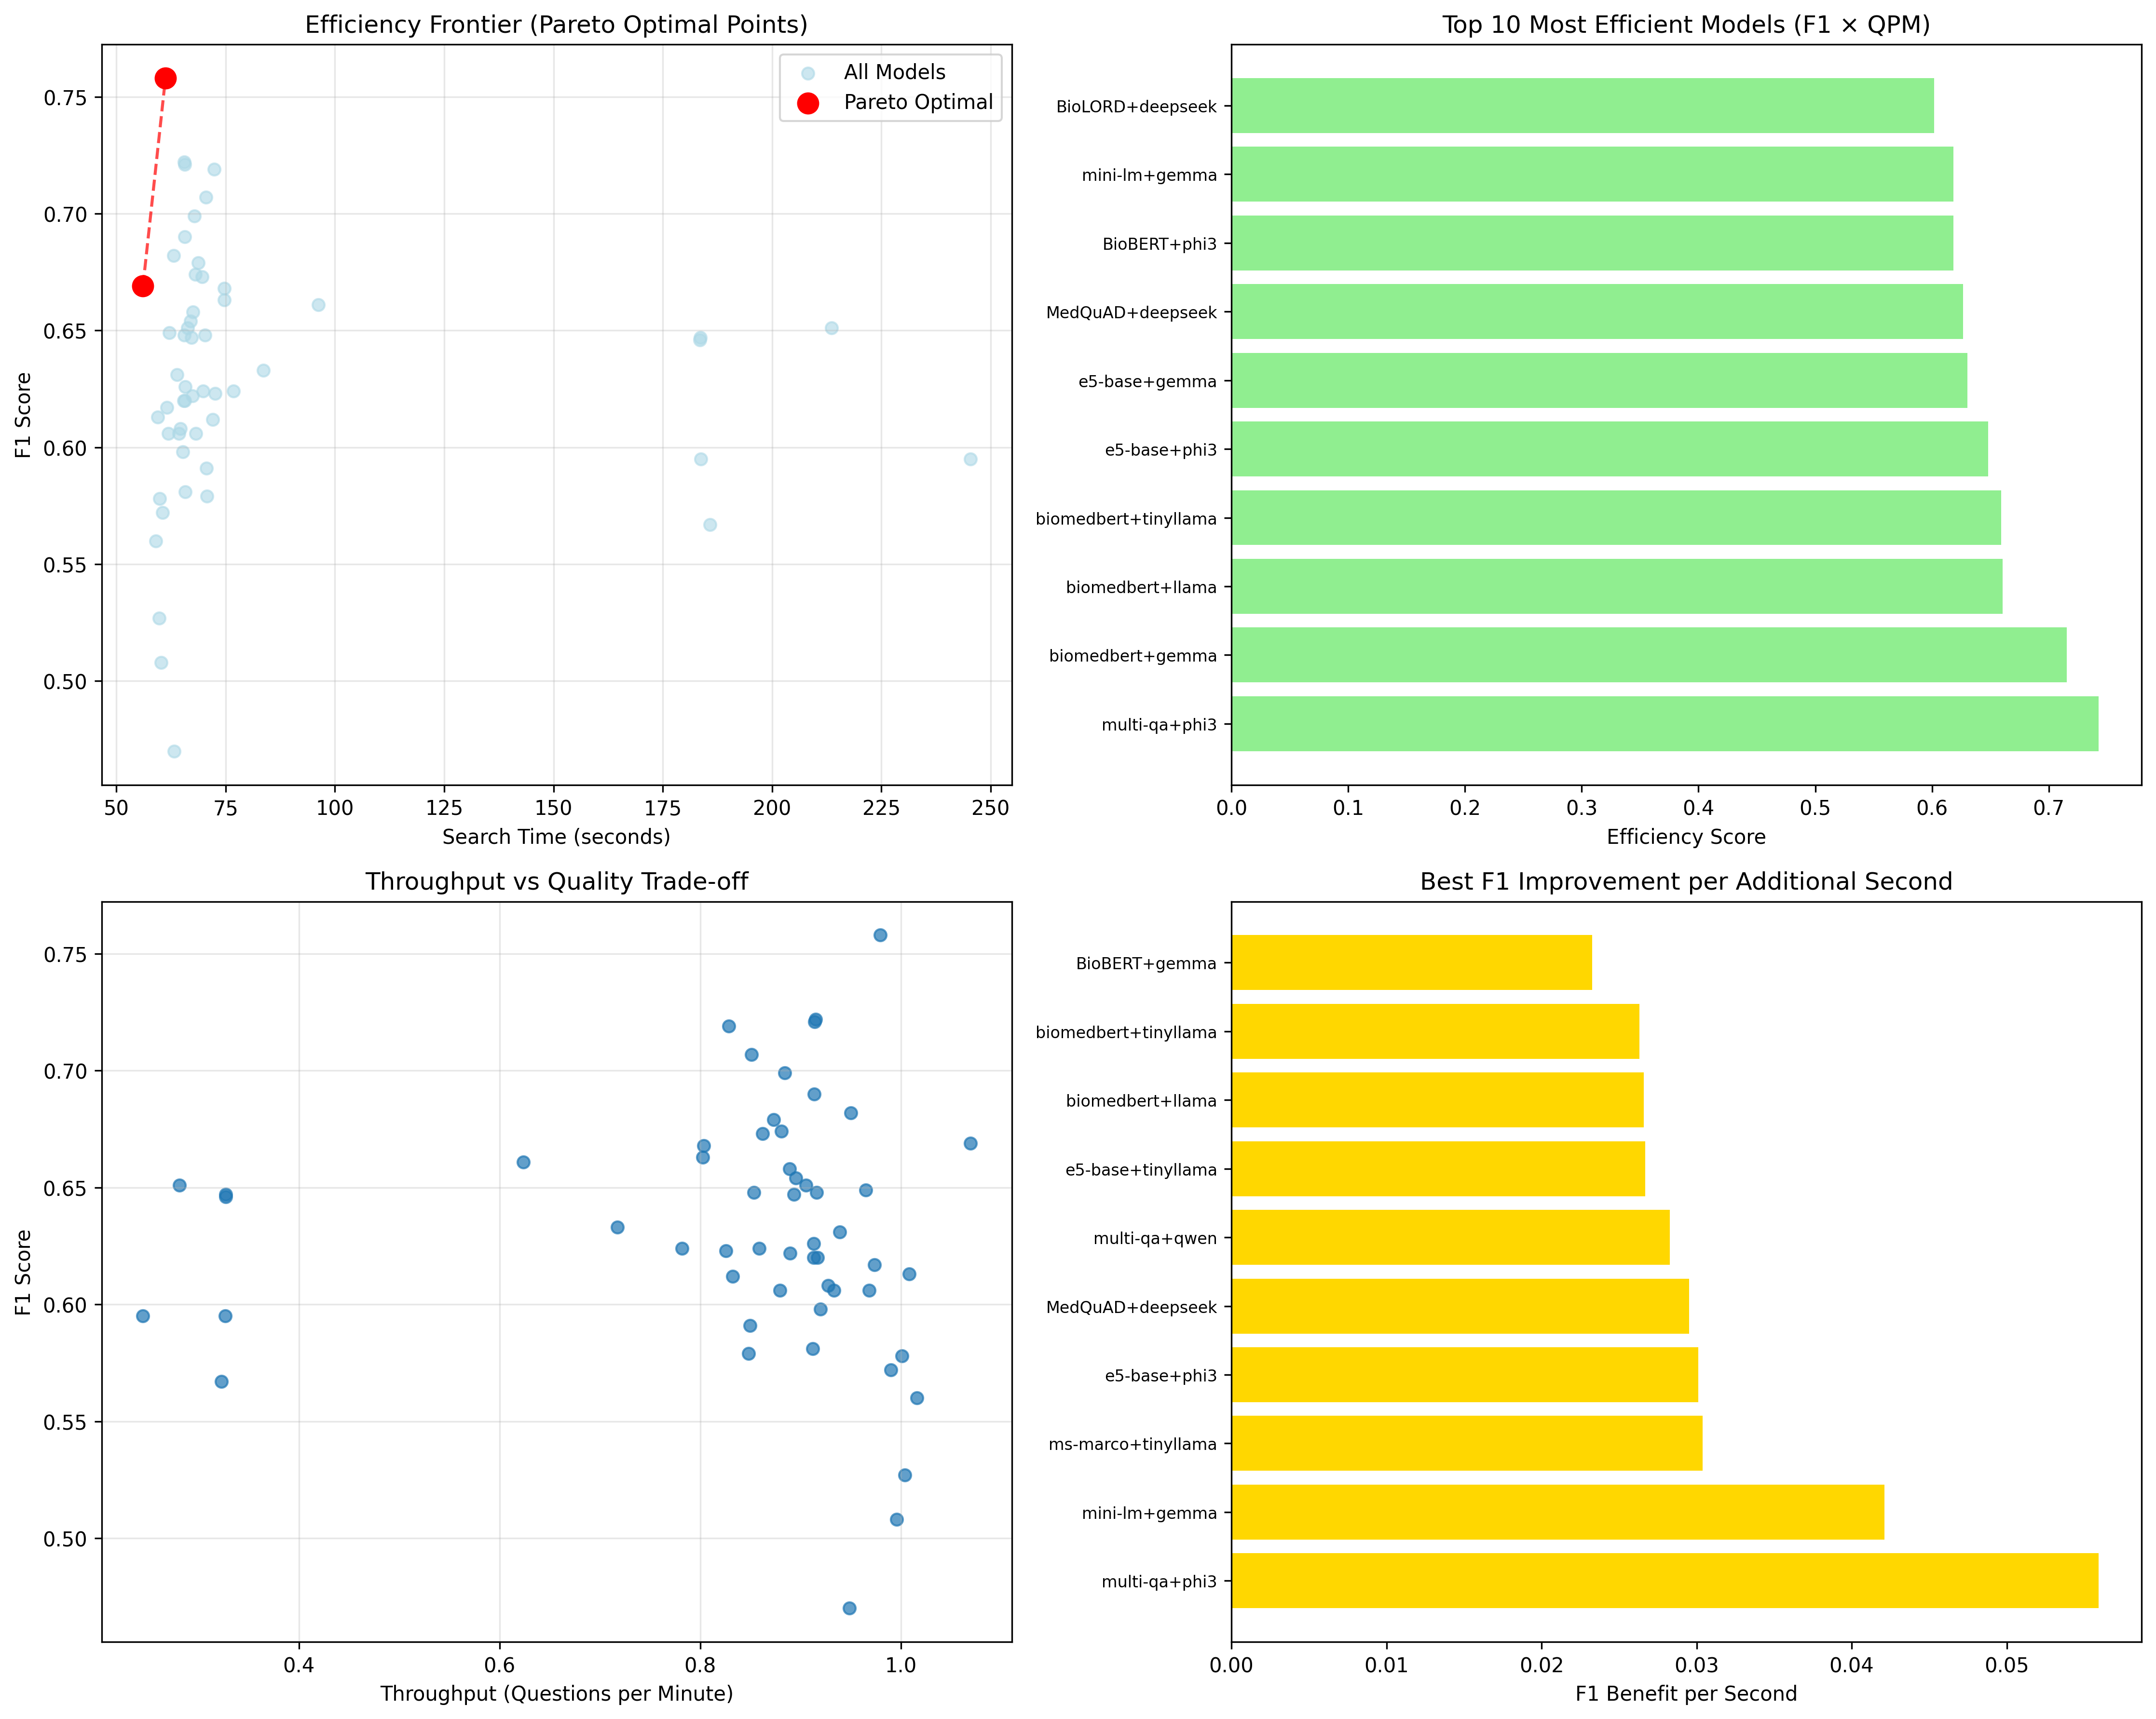 Efficiency Frontier (Pareto Optimal Points)
All Models
Pareto Optimal
0.75
0.70
0.65
0.60
0.55
0.50
F1 Score
50 75 100 125 150 175 200 225 250
Search Time (seconds)
Top 10 Most Efficient Models (F1 × QPM)
BioLORD+deepseek
mini-lm+gemma
BioBERT+phi3
MedQuAD+deepseek
e5-base+gemma
e5-base+phi3
biomedbert+tinyllama
biomedbert+llama
biomedbert+gemma
multi-qa+phi3
0.0 0.1 0.2 0.3 0.4 0.5 0.6 0.7
Efficiency Score
Throughput vs Quality Trade-off
0.75
0.70
0.65
0.60
0.55
0.50
F1 Score
0.4 0.6 0.8 1.0
Throughput (Questions per Minute)
Best F1 Improvement per Additional Second
BioBERT+gemma
biomedbert+tinyllama
biomedbert+llama
e5-base+tinyllama
multi-qa+qwen
MedQuAD+deepseek
e5-base+phi3
ms-marco+tinyllama
mini-lm+gemma
multi-qa+phi3
0.00 0.01 0.02 0.03 0.04 0.05
F1 Benefit per Second